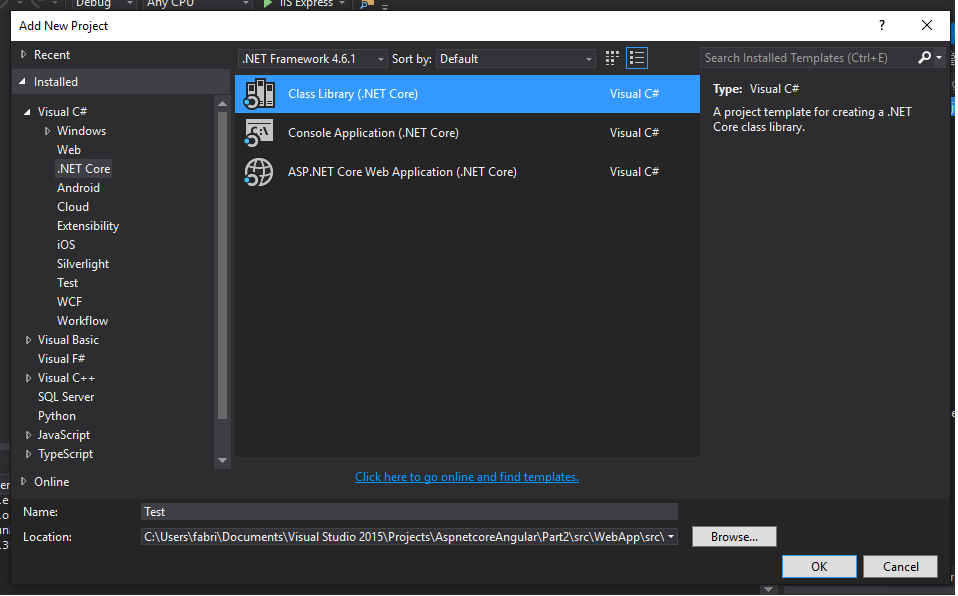 Debug
Any CPU
IIS Express
Add New Project
?
Recent
.NET Framework 4.6.1
Sort by:
Default
Search Installed Templates (Ctrl+E)
Installed
Visual C#
Windows
Web
.NET Core
Android
Cloud
Extensibility
iOS
Silverlight
Test
WCF
Workflow
Visual Basic
Visual F#
Visual C++
SQL Server
Python
JavaScript
TypeScript
Online
Class Library (.NET Core) Visual C#
Console Application (.NET Core) Visual C#
ASP.NET Core Web Application (.NET Core) Visual C#
Type: Visual C#
A project template for creating a .NET
Core class library.
Click here to go online and find templates.
Name: Test
Location: C:\Users\fabri\Documents\Visual Studio 2015\Projects\AspnetcoreAngular\Part2\src\WebApp\src\
Browse...
OK
Cancel